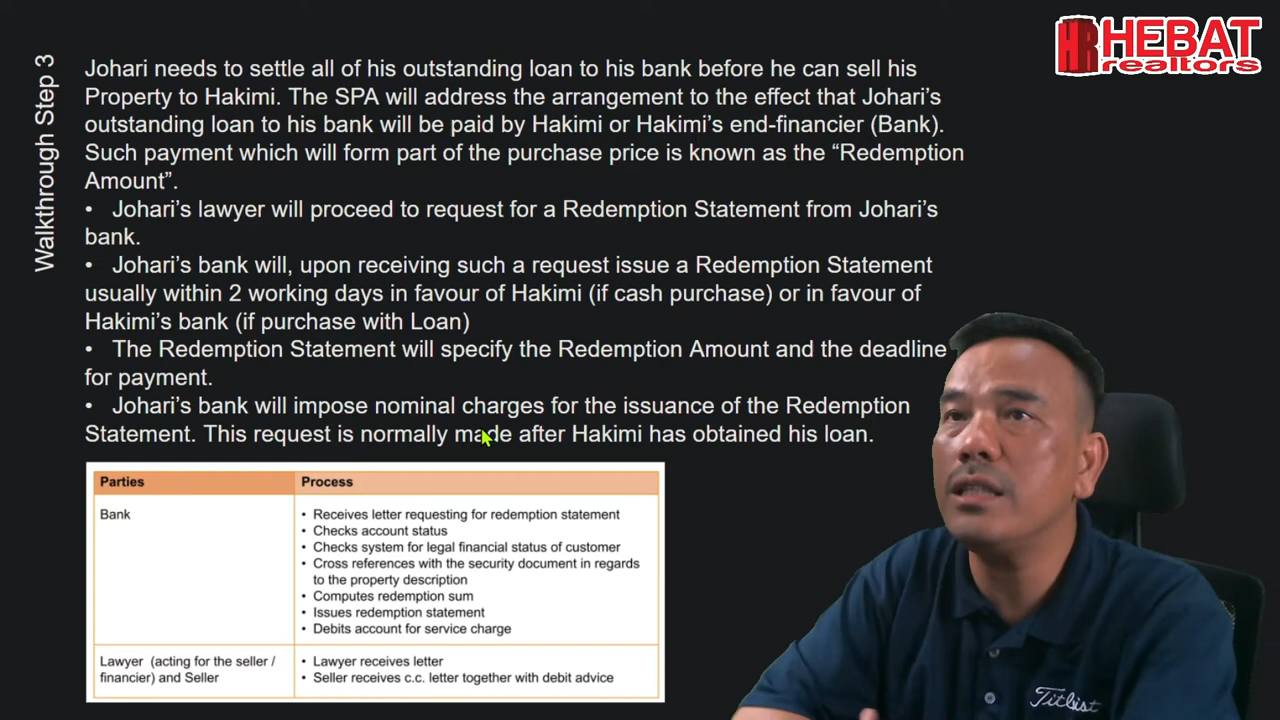 HEBAT
realtors
Walkthrough Step 3
Johari needs to settle all of his outstanding loan to his bank before he can sell his
Property to Hakimi. The SPA will address the arrangement to the effect that Johari's
outstanding loan to his bank will be paid by Hakimi or Hakimi's end-financier (Bank).
Such payment which will form part of the purchase price is known as the “Redemption
Amount”.
• Johari's lawyer will proceed to request for a Redemption Statement from Johari's
bank.
• Johari's bank will, upon receiving such a request issue a Redemption Statement
usually within 2 working days in favour of Hakimi (if cash purchase) or in favour of
Hakimi's bank (if purchase with Loan)
• The Redemption Statement will specify the Redemption Amount and the deadline
for payment.
• Johari's bank will impose nominal charges for the issuance of the Redemption
Statement. This request is normally made after Hakimi has obtained his loan.
Parties Process
Bank
• Receives letter requesting for redemption statement
• Checks account status
• Checks system for legal financial status of customer
• Cross references with the security document in regards
to the property description
• Computes redemption sum
• Issues redemption statement
• Debits account for service charge
Lawyer (acting for the seller /
financier) and Seller
• Lawyer receives letter
• Seller receives c.c. letter together with debit advice
Titleist